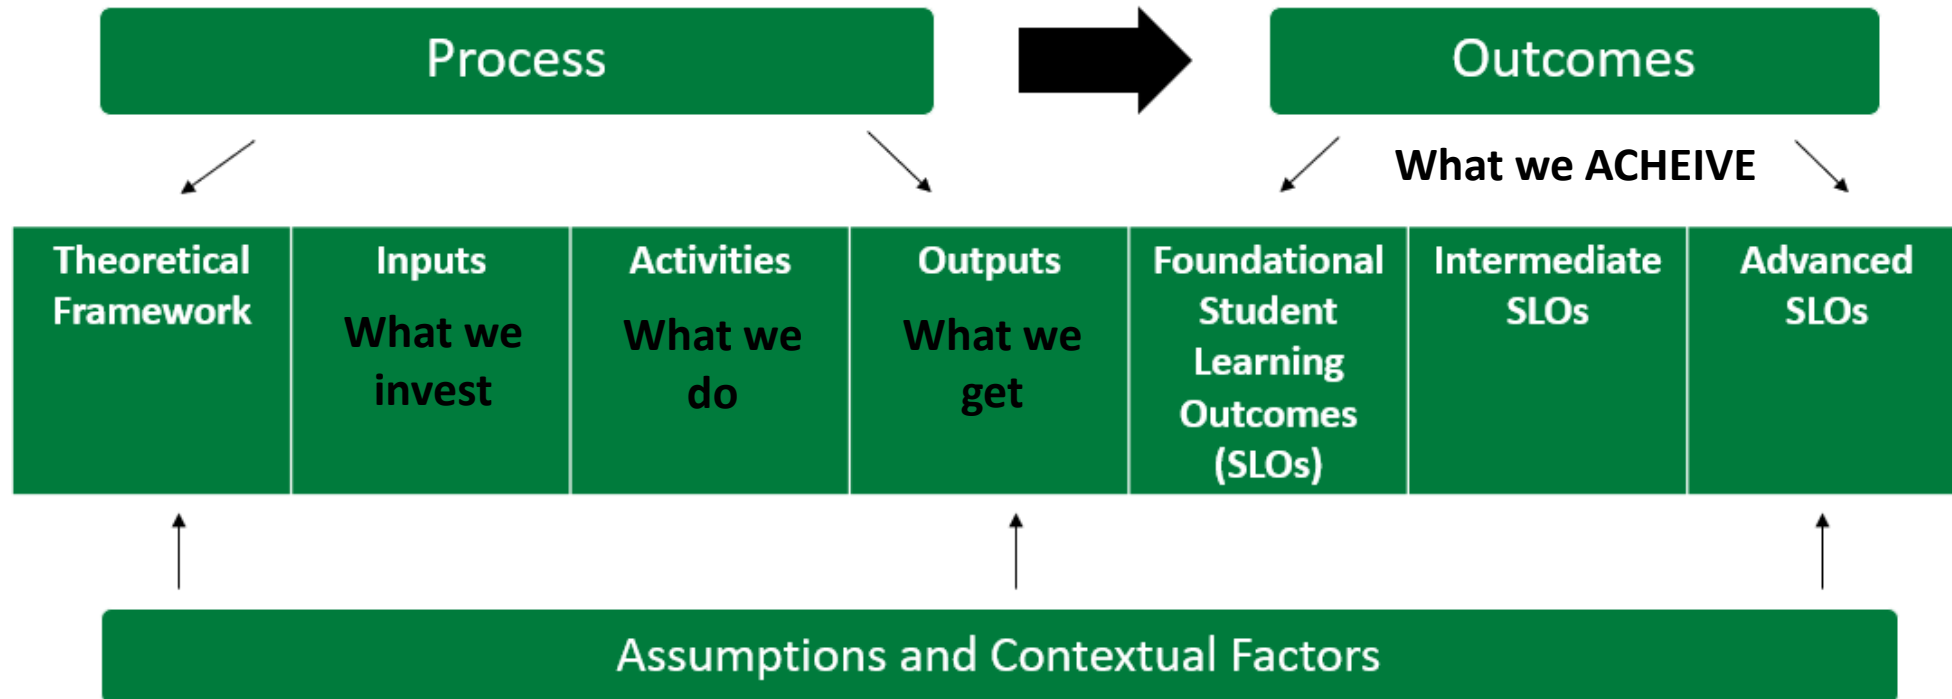 Process
Outcomes
What we ACHEIVE
Theoretical
Framework
Inputs
What we
invest
Activities
What we
do
Outputs
What we
get
Foundational
Student
Learning
Outcomes
(SLOs)
Intermediate
SLOs
Advanced
SLOs
Assumptions and Contextual Factors